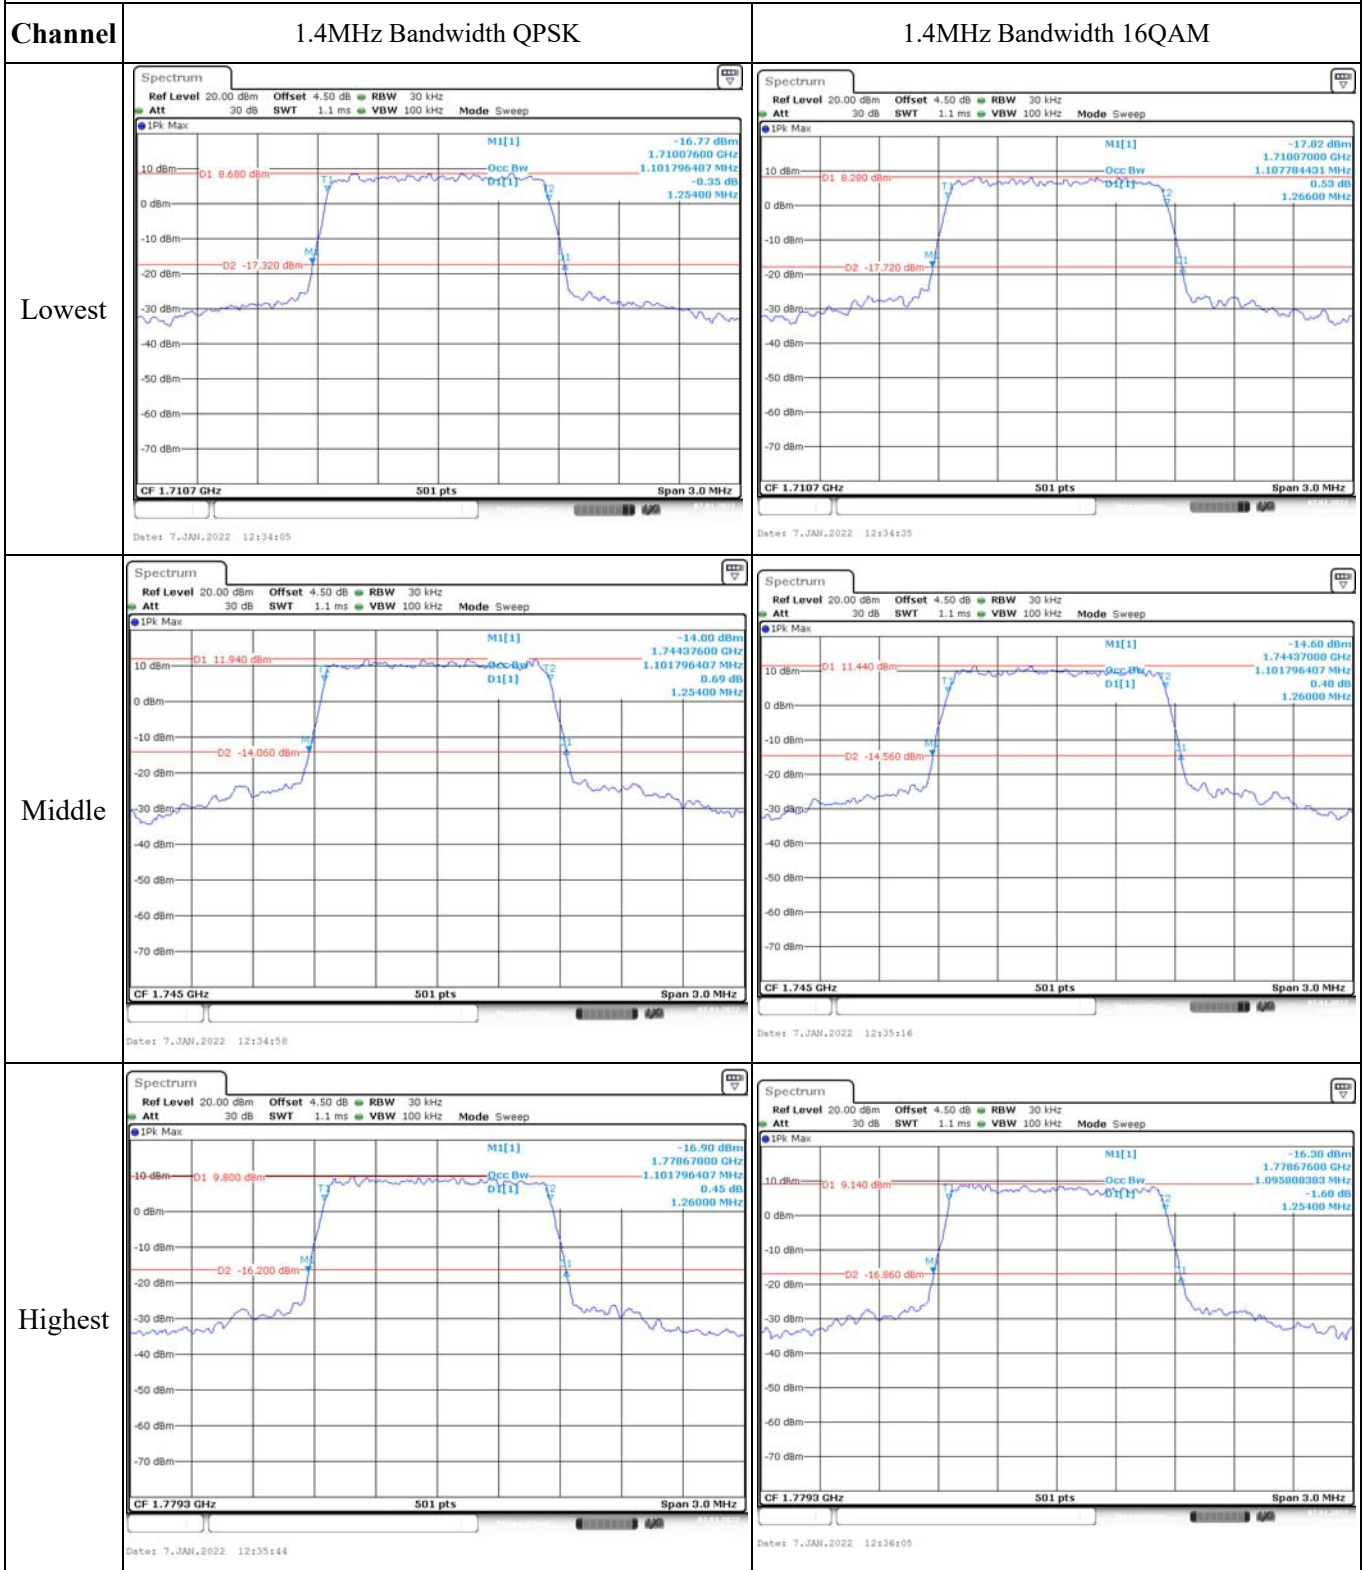 Channel 1.4MHz Bandwidth QPSK 1.4MHz Bandwidth 16QAM
Lowest
Spectrum
Ref Level 20.00 dBm Offset 4.50 dB RBW 30 kHz
Att 30 dB SWT 1.1 ms VBW 100 kHz Mode Sweep
1Pk Max
M1[1] -16.77 dBm
1.71007600 GHz
10 dBm D1 8.680 dBm Occ Bw 1.101796407 MHz
T1 D1[1] T2 -0.35 dB
0 dBm 1.25400 MHz
-10 dBm
M1
D2 -17.320 dBm D1
-20 dBm
-30 dBm
-40 dBm
-50 dBm
-60 dBm
-70 dBm
CF 1.7107 GHz 501 pts Span 3.0 MHz
Date: 7.JAN.2022 12:34:05
Spectrum
Ref Level 20.00 dBm Offset 4.50 dB RBW 30 kHz
Att 30 dB SWT 1.1 ms VBW 100 kHz Mode Sweep
1Pk Max
M1[1] -17.82 dBm
1.71007000 GHz
10 dBm D1 8.280 dBm Occ Bw 1.107784431 MHz
T1 D1[1] T2 0.53 dB
0 dBm 1.26600 MHz
-10 dBm
M1
D2 -17.720 dBm D1
-20 dBm
-30 dBm
-40 dBm
-50 dBm
-60 dBm
-70 dBm
CF 1.7107 GHz 501 pts Span 3.0 MHz
Date: 7.JAN.2022 12:34:35
Middle
Spectrum
Ref Level 20.00 dBm Offset 4.50 dB RBW 30 kHz
Att 30 dB SWT 1.1 ms VBW 100 kHz Mode Sweep
1Pk Max
M1[1] -14.00 dBm
1.74437600 GHz
10 dBm D1 11.940 dBm Occ Bw 1.101796407 MHz
T1 D1[1] T2 0.69 dB
1.25400 MHz
0 dBm
-10 dBm
M1 D1
D2 -14.060 dBm
-20 dBm
-30 dBm
-40 dBm
-50 dBm
-60 dBm
-70 dBm
CF 1.745 GHz 501 pts Span 3.0 MHz
Date: 7.JAN.2022 12:34:58
Spectrum
Ref Level 20.00 dBm Offset 4.50 dB RBW 30 kHz
Att 30 dB SWT 1.1 ms VBW 100 kHz Mode Sweep
1Pk Max
M1[1] -14.60 dBm
1.74437000 GHz
10 dBm D1 11.440 dBm Occ Bw 1.101796407 MHz
T1 D1[1] T2 0.40 dB
1.26000 MHz
0 dBm
-10 dBm
M1 D1
D2 -14.560 dBm
-20 dBm
-30 dBm
-40 dBm
-50 dBm
-60 dBm
-70 dBm
CF 1.745 GHz 501 pts Span 3.0 MHz
Date: 7.JAN.2022 12:35:16
Highest
Spectrum
Ref Level 20.00 dBm Offset 4.50 dB RBW 30 kHz
Att 30 dB SWT 1.1 ms VBW 100 kHz Mode Sweep
1Pk Max
M1[1] -16.90 dBm
1.77867000 GHz
10 dBm D1 9.800 dBm Occ Bw 1.101796407 MHz
T1 D1[1] T2 0.45 dB
1.26000 MHz
0 dBm
-10 dBm
M1 D1
D2 -16.200 dBm
-20 dBm
-30 dBm
-40 dBm
-50 dBm
-60 dBm
-70 dBm
CF 1.7793 GHz 501 pts Span 3.0 MHz
Date: 7.JAN.2022 12:35:44
Spectrum
Ref Level 20.00 dBm Offset 4.50 dB RBW 30 kHz
Att 30 dB SWT 1.1 ms VBW 100 kHz Mode Sweep
1Pk Max
M1[1] -16.30 dBm
1.77867600 GHz
10 dBm D1 9.140 dBm Occ Bw 1.095808383 MHz
T1 D1[1] T2 -1.60 dB
1.25400 MHz
0 dBm
-10 dBm
M1 D1
D2 -16.860 dBm
-20 dBm
-30 dBm
-40 dBm
-50 dBm
-60 dBm
-70 dBm
CF 1.7793 GHz 501 pts Span 3.0 MHz
Date: 7.JAN.2022 12:36:05